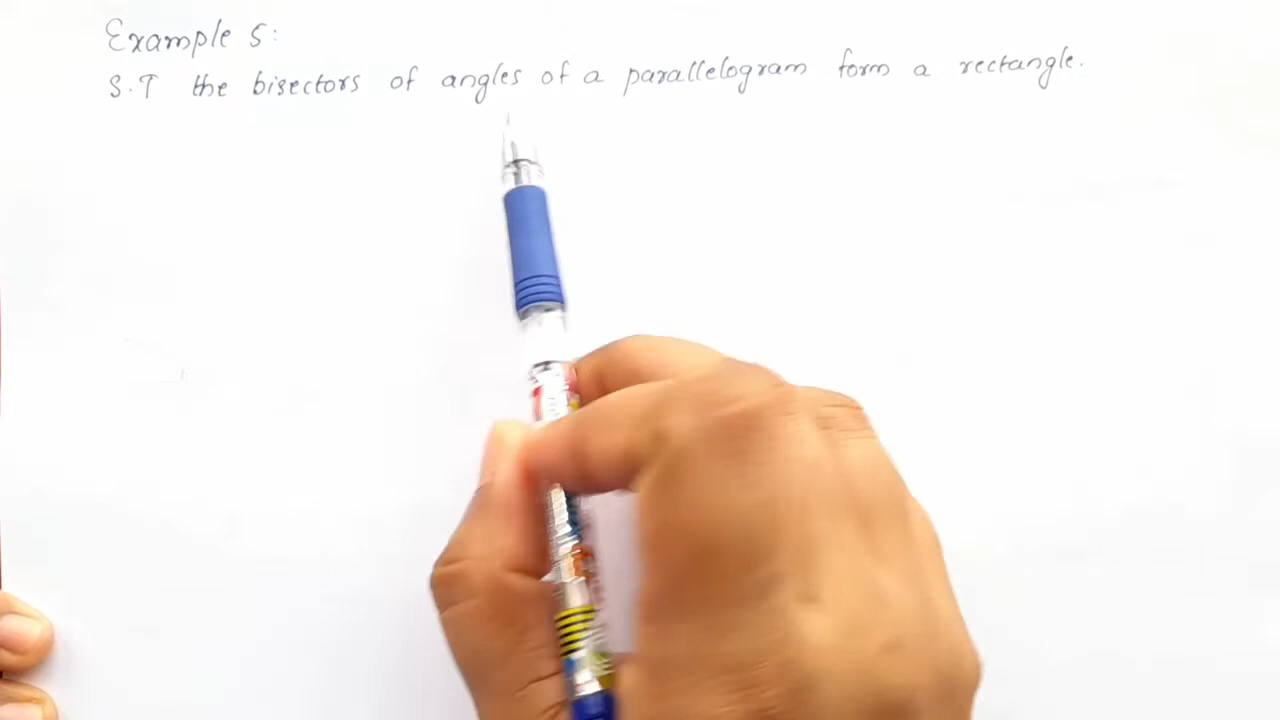 Example 5:
S.T the bisectors of angles of a parallelogram form a rectangle.